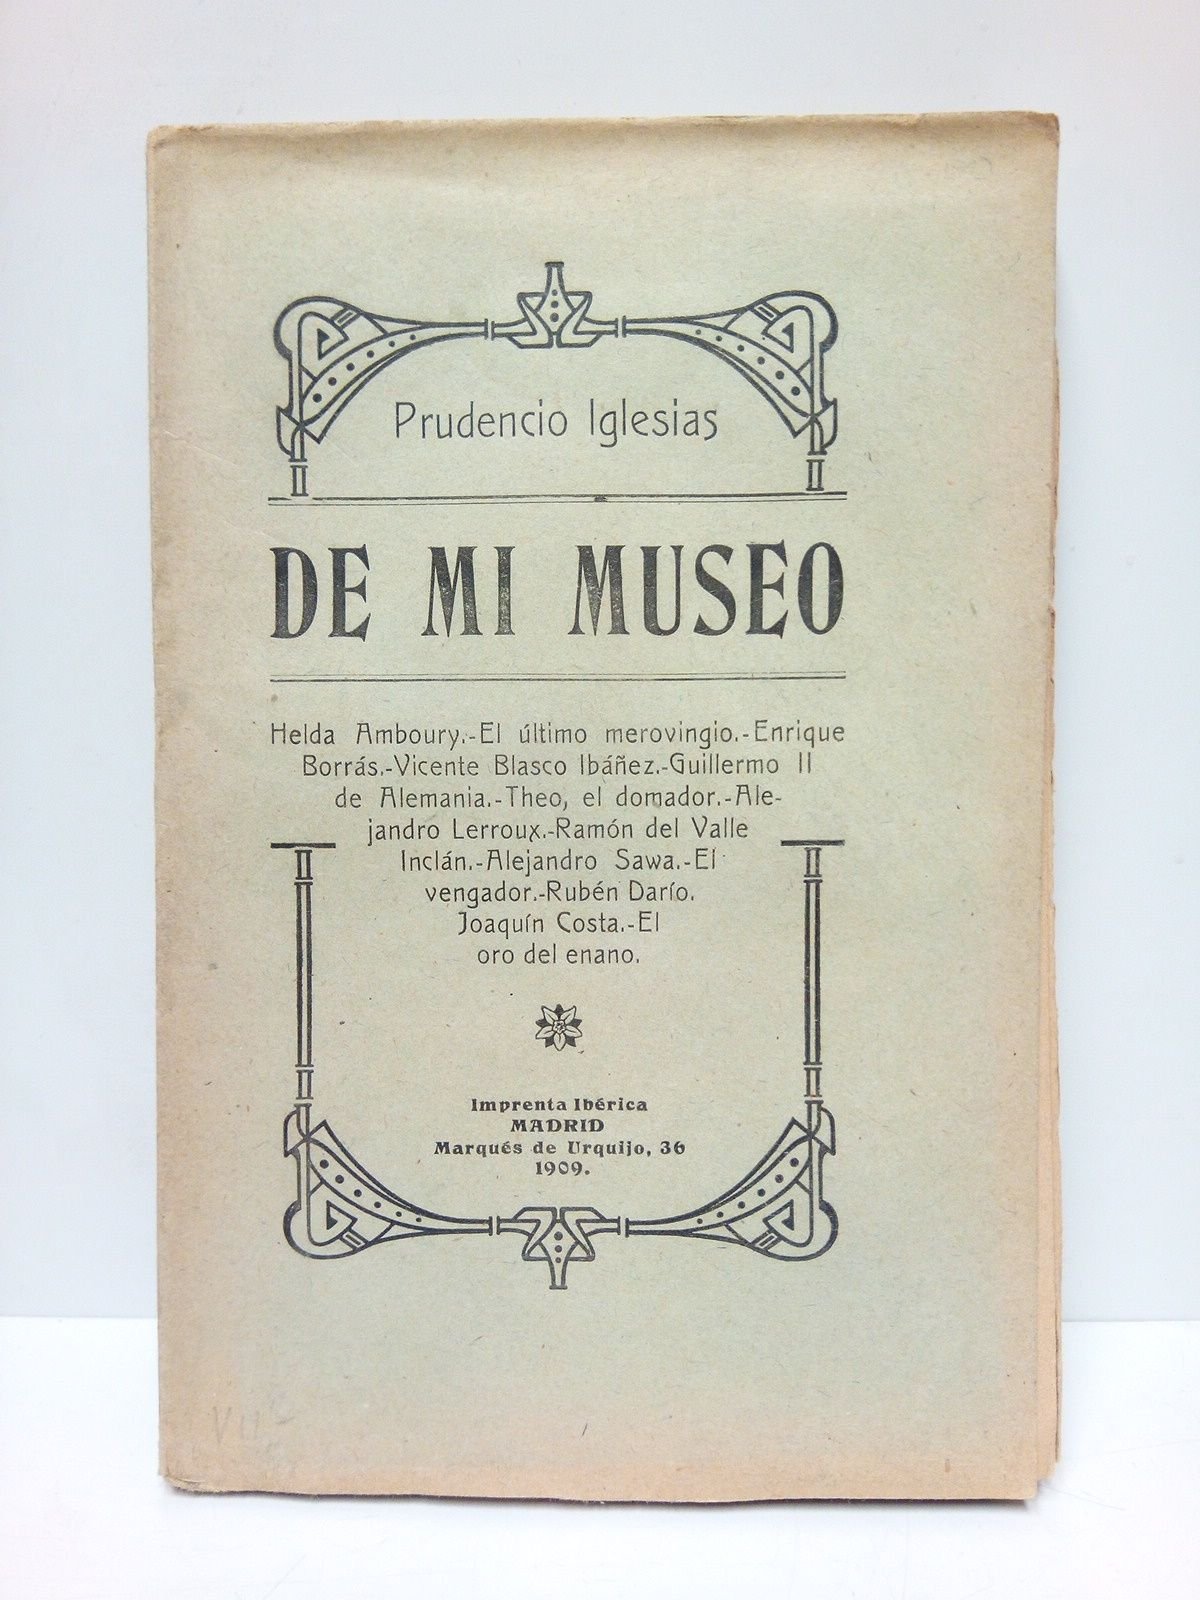 Prudencio Iglesias
DE MI MUSEO
Helda Amboury.-El último merovingio.-Enrique
Borrás.-Vicente Blasco Ibáñez.-Guillermo II
de Alemania.-Theo, el domador.-Ale-
jandro Lerroux.-Ramón del Valle
Inclán.-Alejandro Sawa.-El
vengador.-Rubén Darío.
Joaquín Costa.-El
oro del enano.
Imprenta Ibérica
MADRID
Marqués de Urquijo, 36
1909.